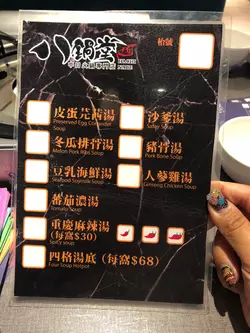 八鍋堂
枱號
皮蛋芫茜湯
Preserved Egg Coriander Soup
沙爹湯
Satay Soup
冬瓜排骨湯
Melon Pork Ribs Soup
豬骨湯
Pork Bone Soup
豆乳海鮮湯
Seafood Soymilk Soup
人參雞湯
Ginseng Chicken Soup
蕃茄濃湯
Tomato Soup
重慶麻辣湯
(每窩$30)
Spicy soup
四格湯底 (每窩$68)
Four Soup Hotpot